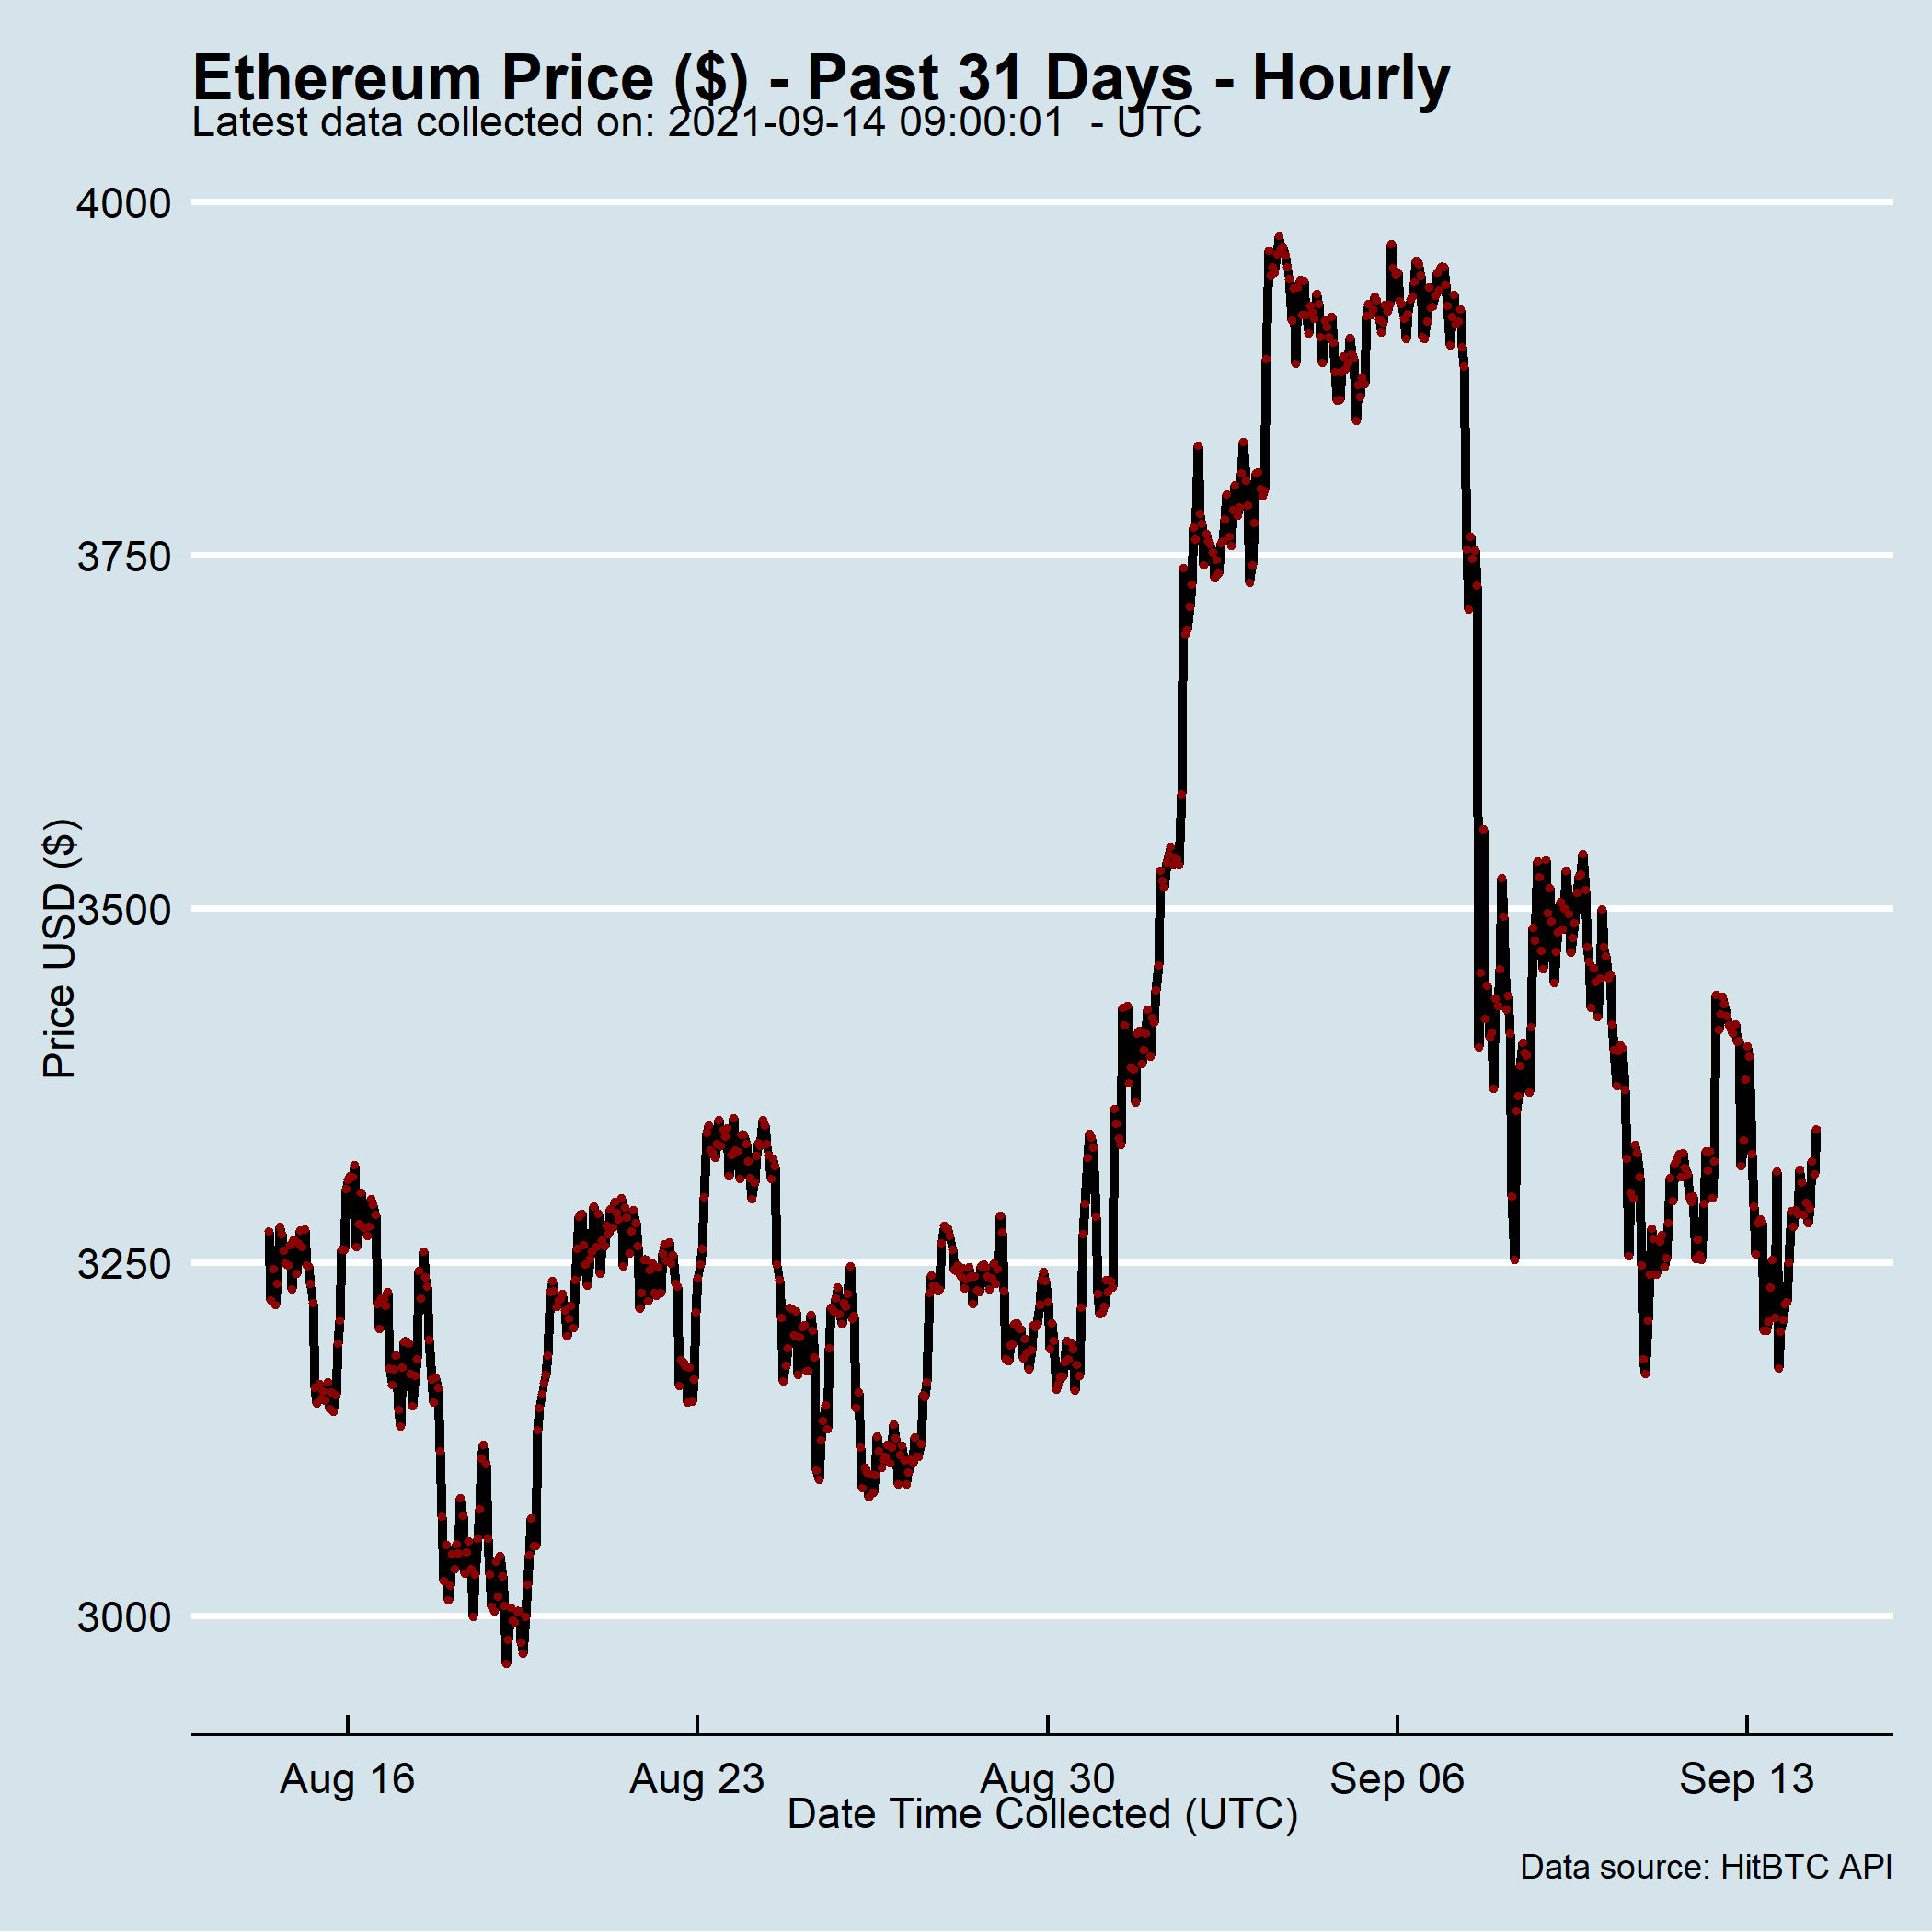 Ethereum Price ($) - Past 31 Days - Hourly
Latest data collected on: 2021-09-14 09:00:01  - UTC
4000
3750
3500
3250
3000
Price USD ($)
Aug 16
Aug 23
Aug 30
Sep 06
Sep 13
Date Time Collected (UTC)
Data source: HitBTC API